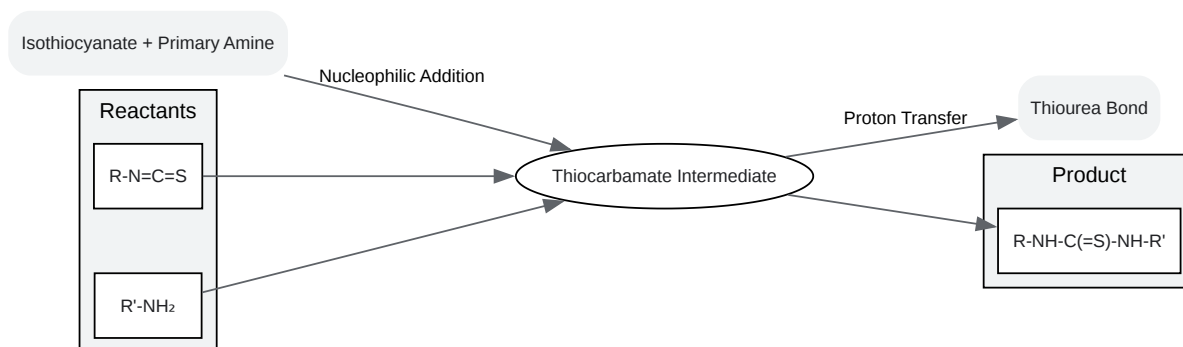 Isothiocyanate + Primary Amine
Nucleophilic Addition
Reactants
R-N=C=S
R'-NH₂
Thiocarbamate Intermediate
Proton Transfer
Thiourea Bond
Product
R-NH-C(=S)-NH-R'